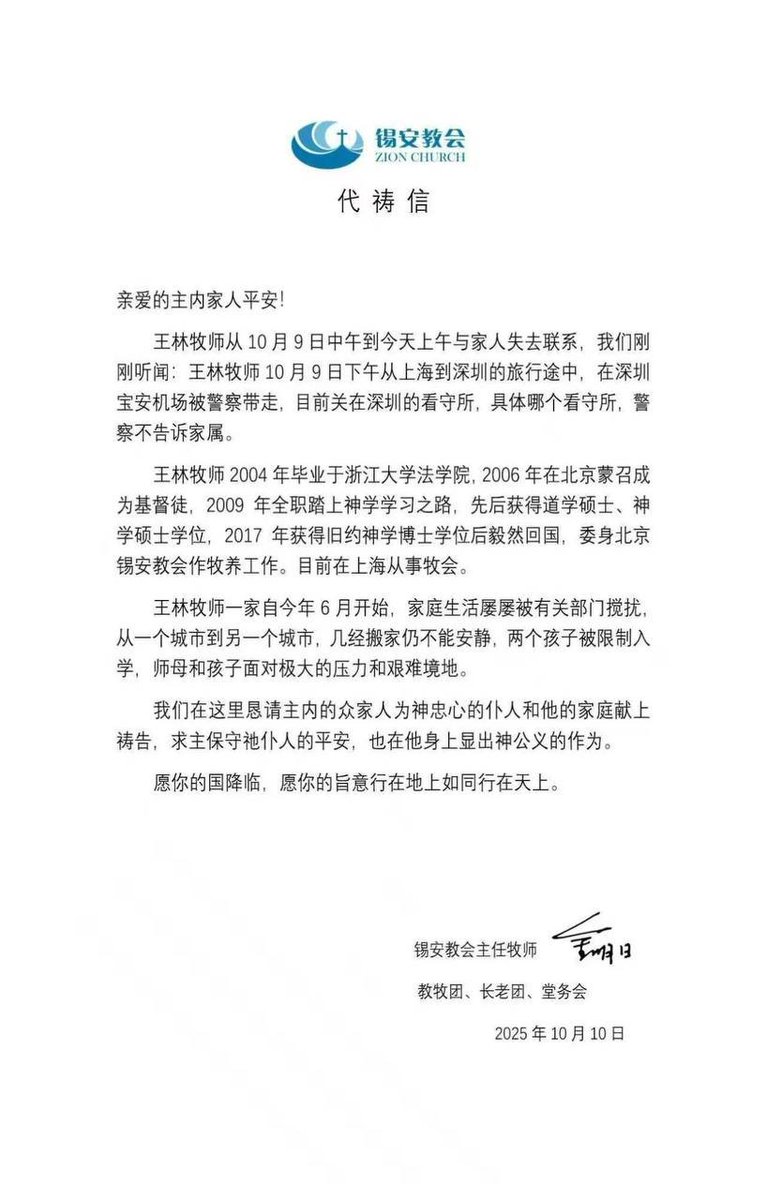 锡安教会
ZION CHURCH
代祷信
亲爱的主内家人平安！
王林牧师从 10 月 9 日中午到今天上午与家人失去联系，我们刚
刚听闻：王林牧师 10 月 9 日下午从上海到深圳的旅行途中，在深圳
宝安机场被警察带走，目前关在深圳的看守所，具体哪个看守所，警
察不告诉家属。
王林牧师 2004 年毕业于浙江大学法学院，2006 年在北京蒙召成
为基督徒，2009 年全职踏上神学学习之路，先后获得道学硕士、神
学硕士学位，2017 年获得旧约神学博士学位后毅然回国，委身北京
锡安教会作牧养工作。目前在上海从事牧会。
王林牧师一家自今年 6 月开始，家庭生活屡屡被有关部门搅扰，
从一个城市到另一个城市，几经搬家仍不能安静，两个孩子被限制入
学，师母和孩子面对极大的压力和艰难境地。
我们在这里恳请主内的众家人为神忠心的仆人和他的家庭献上
祷告，求主保守祂仆人的平安，也在他身上显出神公义的作为。
愿你的国降临，愿你的旨意行在地上如同行在天上。
锡安教会主任牧师 金明日
教牧团、长老团、堂务会
2025 年 10 月 10 日